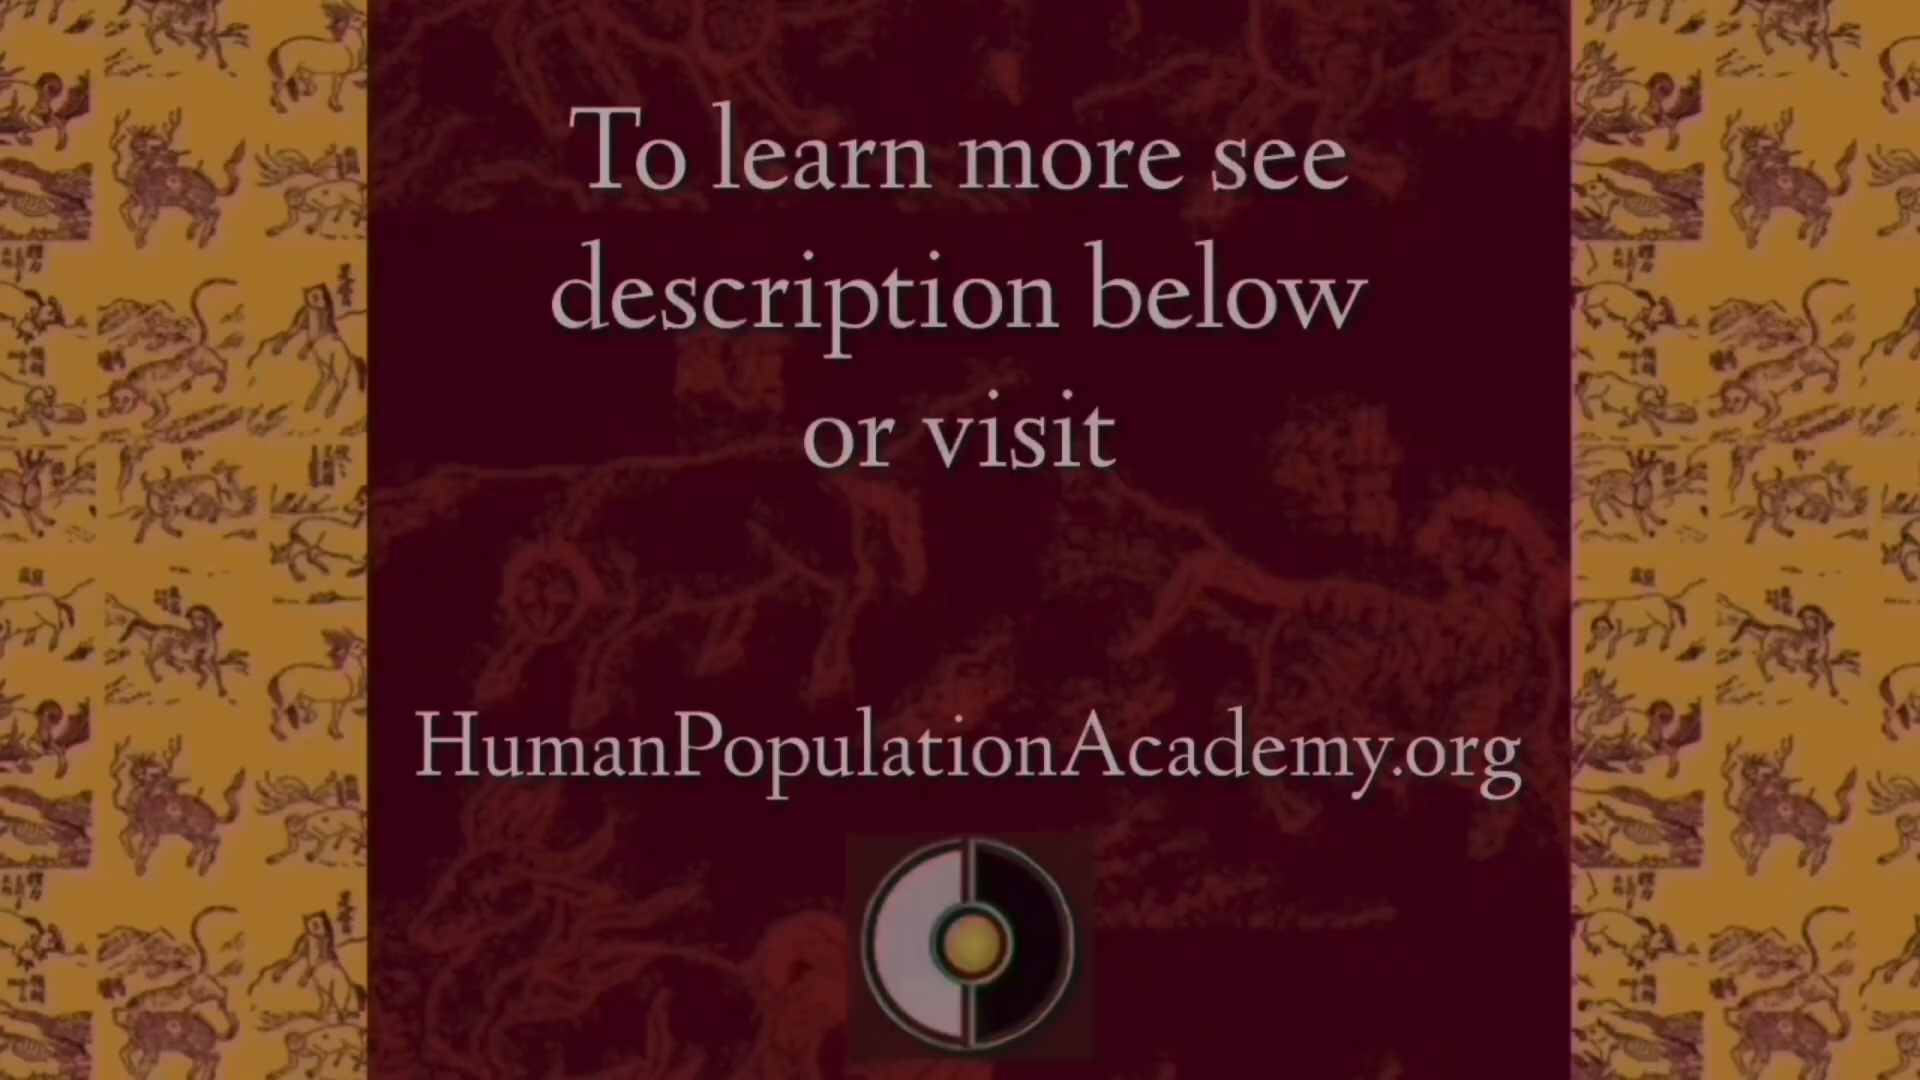 To learn more see
description below
or visit
HumanPopulationAcademy.org